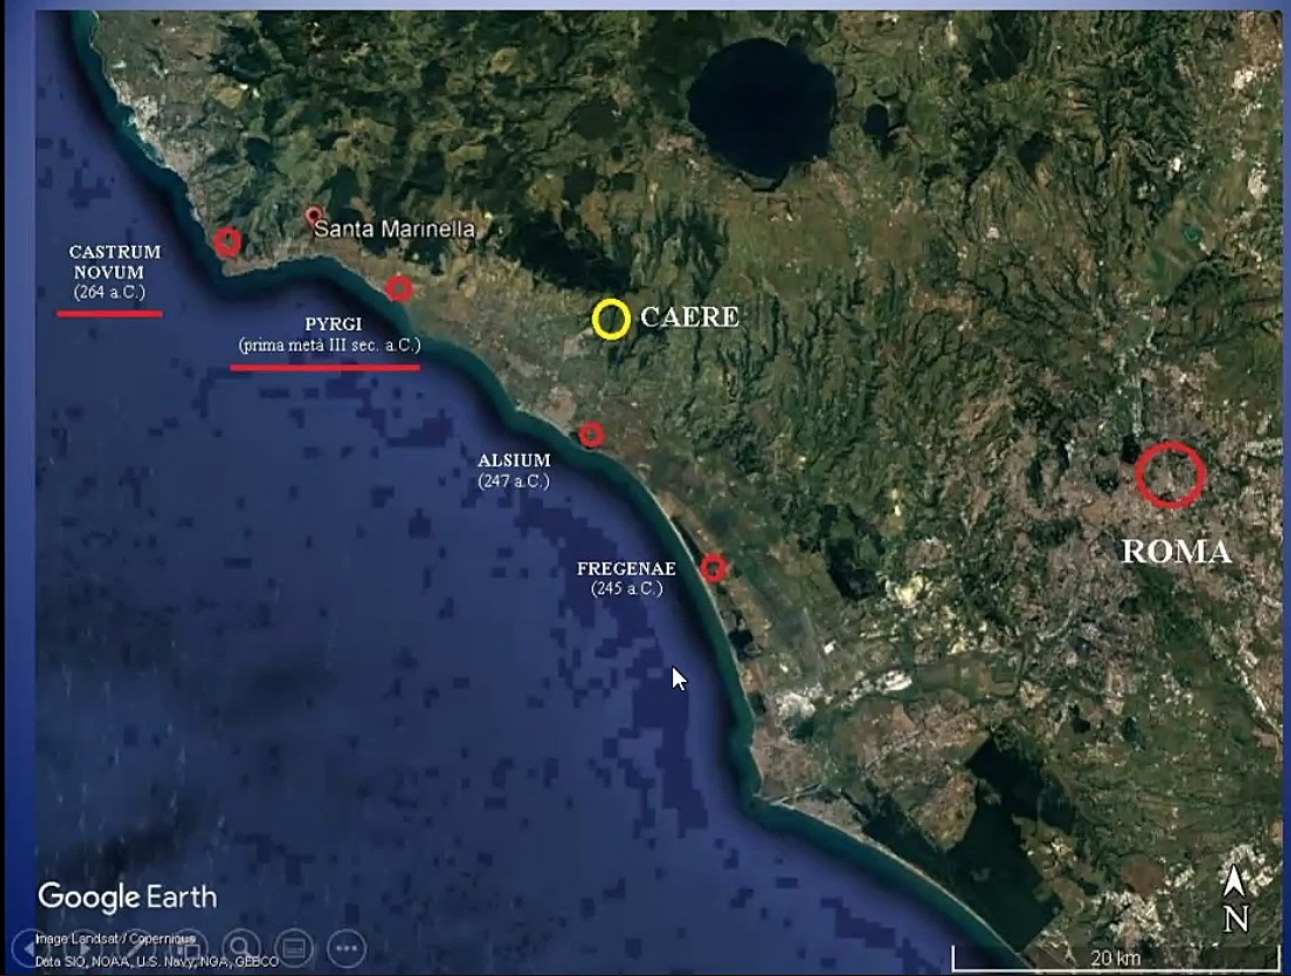 Santa Marinella
CASTRUM
NOVUM
(264 a.C.)
PYRGI
(prima metà III sec. a.C.)
CAERE
ALSIUM
(247 a.C.)
FREGENAE
(245 a.C.)
ROMA
Google Earth
N
Image Landsat / Copernicus
Data SIO, NOAA, U.S. Navy, NGA, GEBCO
20 km